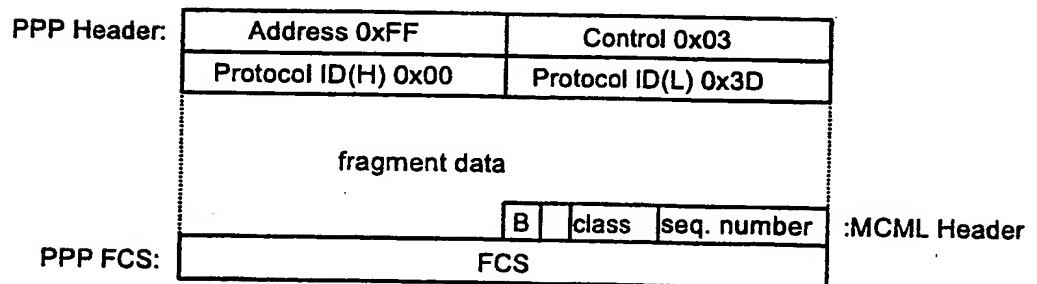 PPP Header: Address 0xFF Control 0x03
Protocol ID(H) 0x00 Protocol ID(L) 0x3D
fragment data
B class seq. number :MCML Header
PPP FCS: FCS